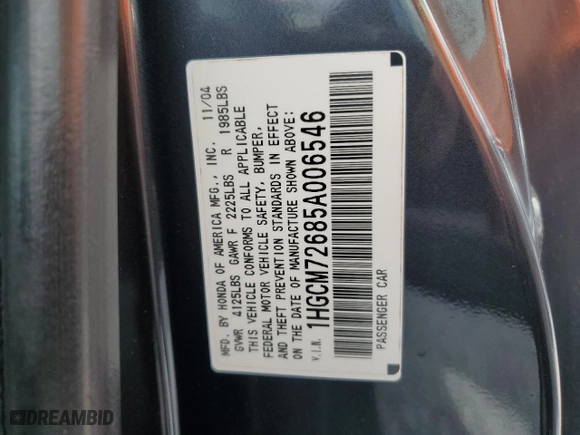 MFD. BY HONDA OF AMERICA MFG., INC. 11/04
GVWR 4125LBS GAWR F 2225LBS R 1985LBS
THIS VEHICLE CONFORMS TO ALL APPLICABLE
FEDERAL MOTOR VEHICLE SAFETY, BUMPER,
AND THEFT PREVENTION STANDARDS IN EFFECT
ON THE DATE OF MANUFACTURE SHOWN ABOVE:
V.I.N. 1HGCM72685A006546
PASSENGER CAR
DREAMBID